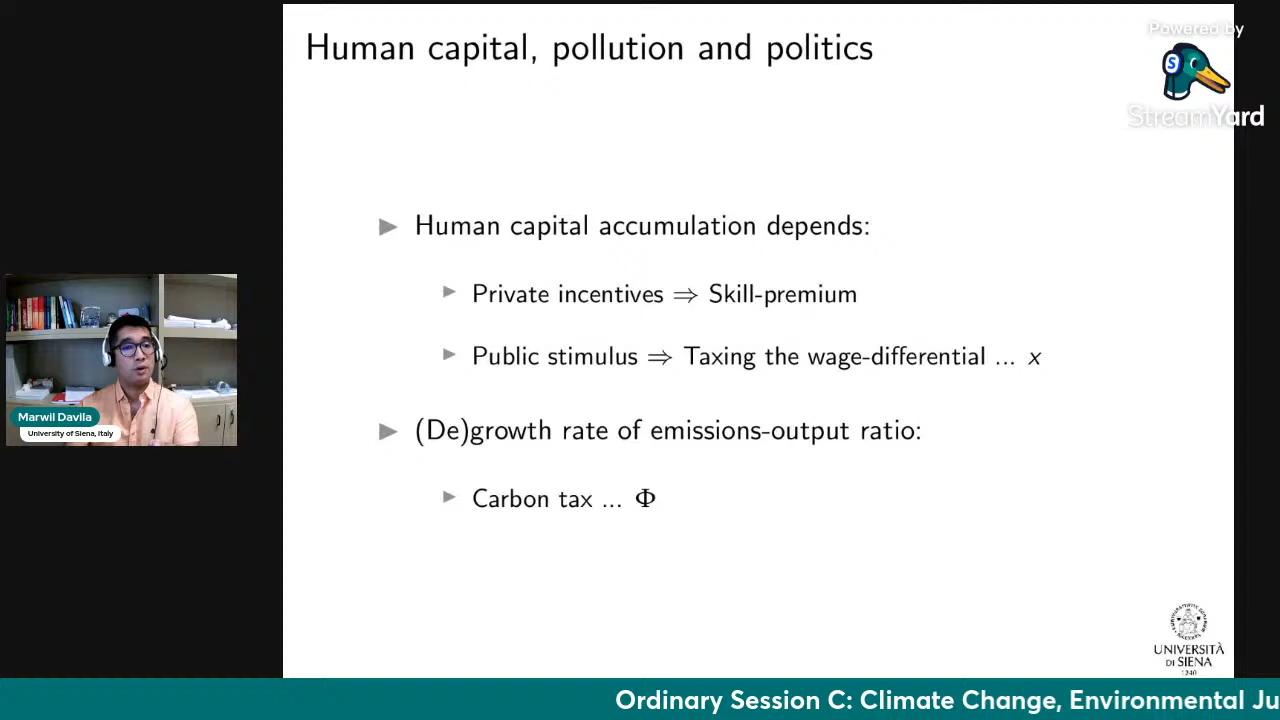 Human capital, pollution and politics
Powered by
StreamYard
Human capital accumulation depends:
Private incentives ⇒ Skill-premium
Public stimulus ⇒ Taxing the wage-differential ... x
(De)growth rate of emissions-output ratio:
Carbon tax ... Φ
Marwil Davila
University of Siena, Italy
UNIVERSITÀ
DI SIENA
1240
Ordinary Session C: Climate Change, Environmental Ju